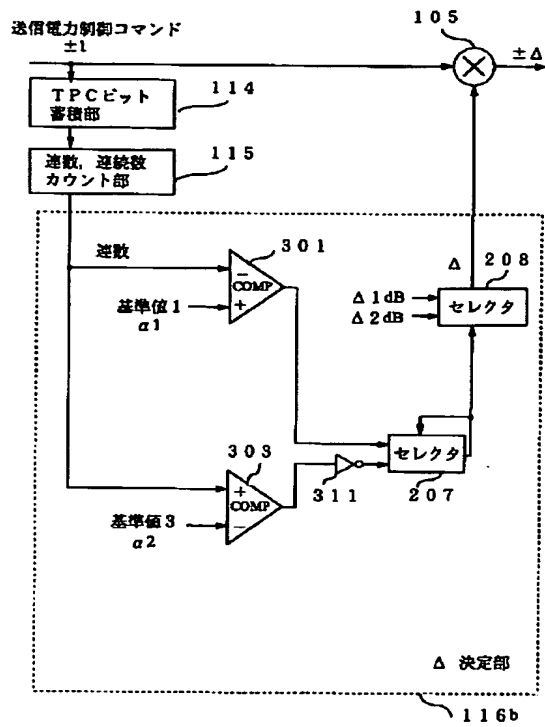 送信電力制御コマンド
±1
105
±Δ
TPCビット
蓄積部
114
連数,連続数
カウント部
115
連数
301
－
COMP
＋
基準値1
α1
Δ
208
Δ1dB
Δ2dB
セレクタ
303
＋
COMP
－
基準値3
α2
311
セレクタ
207
Δ 決定部
116b